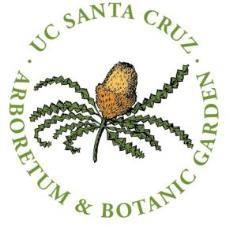 · UC SANTA CRUZ ·
ARBORETUM & BOTANIC GARDEN